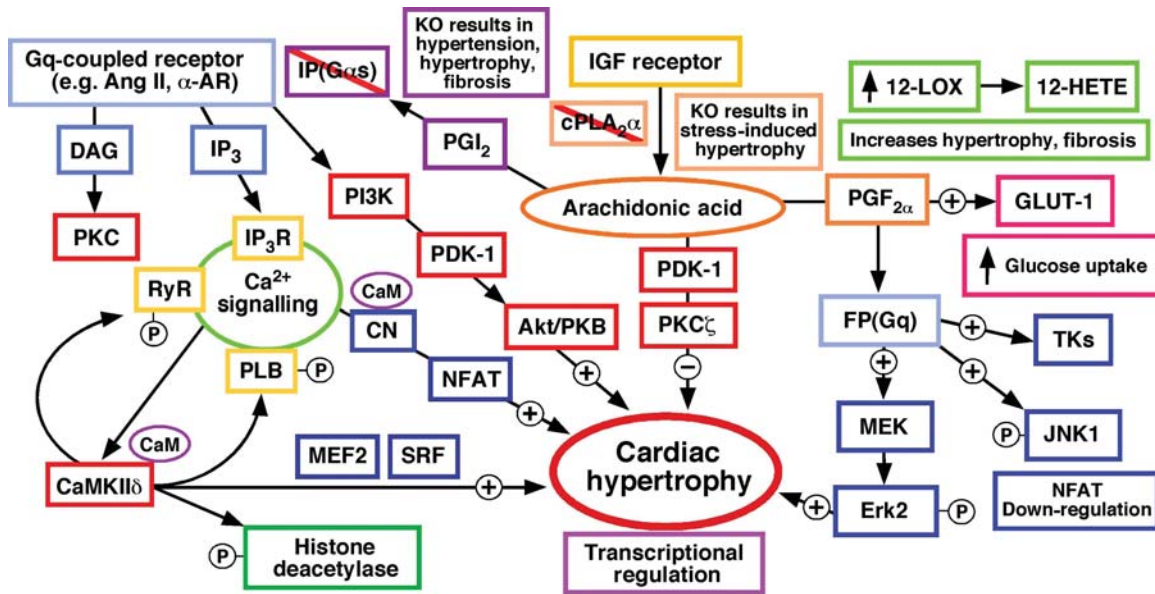 Gq-coupled receptor
(e.g. Ang II, α-AR)
IP(Gαs)
KO results in
hypertension,
hypertrophy,
fibrosis
IGF receptor
cPLA₂α
KO results in
stress-induced
hypertrophy
12-LOX
12-HETE
Increases hypertrophy, fibrosis
DAG
IP₃
PGI₂
PKC
PI3K
Arachidonic acid
PGF₂α
+
GLUT-1
Glucose uptake
IP₃R
PDK-1
PDK-1
RyR
P
Ca²⁺
signalling
CaM
CN
Akt/PKB
PKCζ
FP(Gq)
+
TKs
PLB
P
NFAT
+
+
−
+
+
MEK
P
JNK1
CaM
CaMKIIδ
MEF2
SRF
+
Cardiac
hypertrophy
+
Erk2
P
NFAT
Down-regulation
P
Histone
deacetylase
Transcriptional
regulation